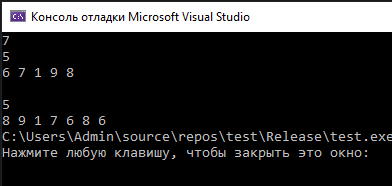 Консоль отладки Microsoft Visual Studio
7
5
6 7 1 9 8

5
8 9 1 7 6 8 6
C:\Users\Admin\source\repos\test\Release\test.exe
Нажмите любую клавишу, чтобы закрыть это окно: